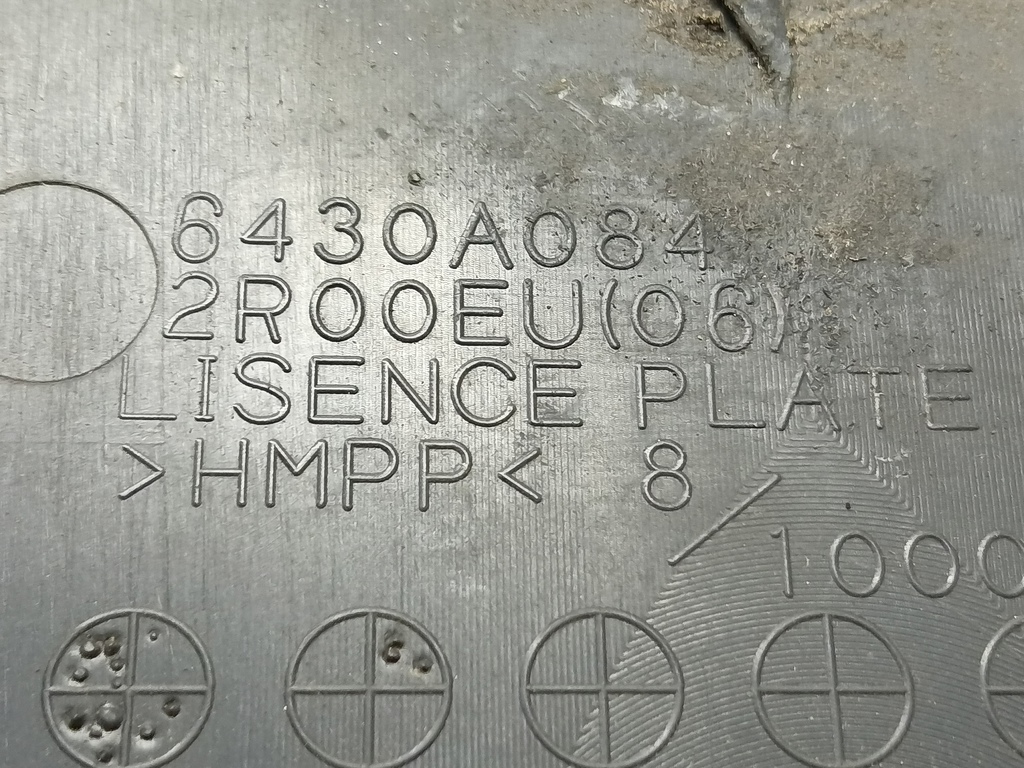 6430A084
2R00EU(06)
LISENCE PLATE
>HMPP< 8/1000